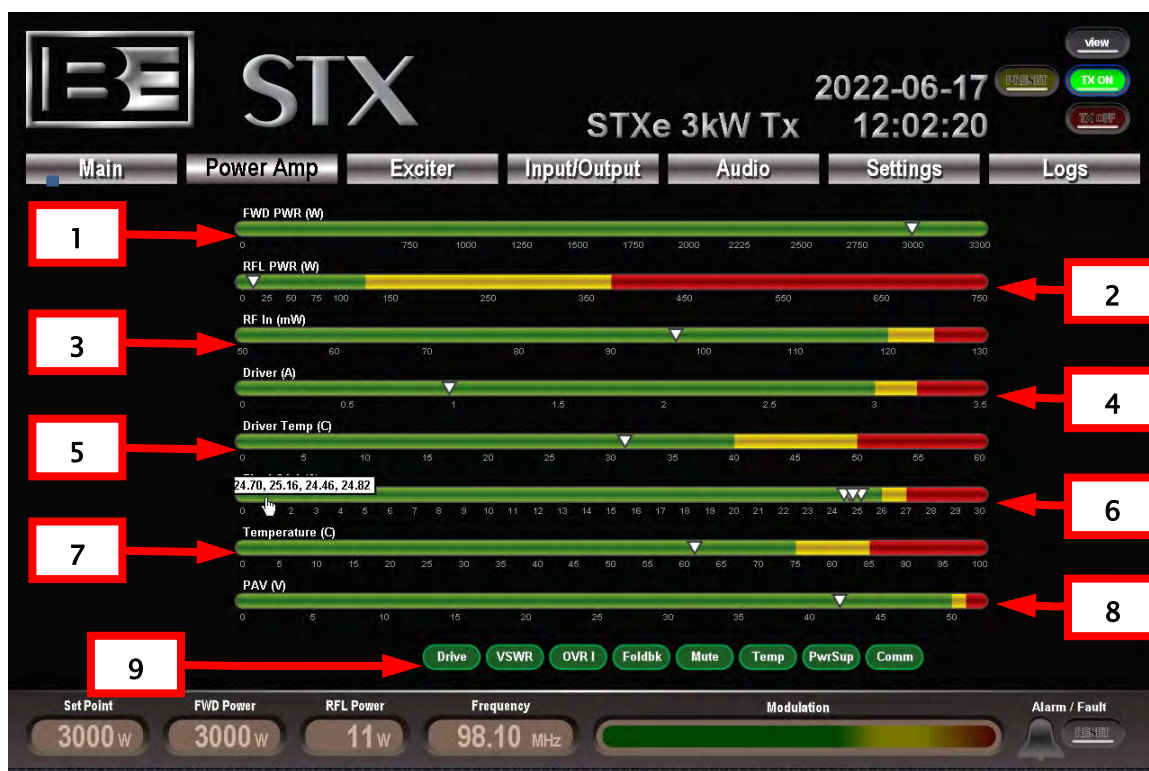 BE
STX
view
2022-06-17
PRESET
TX ON
STXe 3kW Tx
12:02:20
TX OFF
Main
Power Amp
Exciter
Input/Output
Audio
Settings
Logs
1
FWD PWR (W)
0 750 1000 1250 1500 1750 2000 2225 2500 2750 3000 3300
RFL PWR (W)
0 25 50 75 100 150 250 350 450 550 650 750
2
3
RF In (mW)
50 60 70 80 90 100 110 120 130
Driver (A)
0 0.5 1 1.5 2 2.5 3 3.5
4
5
Driver Temp (C)
0 5 10 15 20 25 30 35 40 45 50 55 60
24.70, 25.16, 24.46, 24.82
0 2 3 4 5 6 7 8 9 10 11 12 13 14 15 16 17 18 19 20 21 22 23 24 25 26 27 28 29 30
6
7
Temperature (C)
0 5 10 15 20 25 30 35 40 45 50 55 60 65 70 75 80 85 90 95 100
PAV (V)
0 5 10 15 20 25 30 35 40 45 50
8
9
Drive
VSWR
OVR I
Foldbk
Mute
Temp
PwrSup
Comm
Set Point
FWD Power
RFL Power
Frequency
Modulation
Alarm / Fault
3000 W
3000 W
11 W
98.10 MHz
RESET